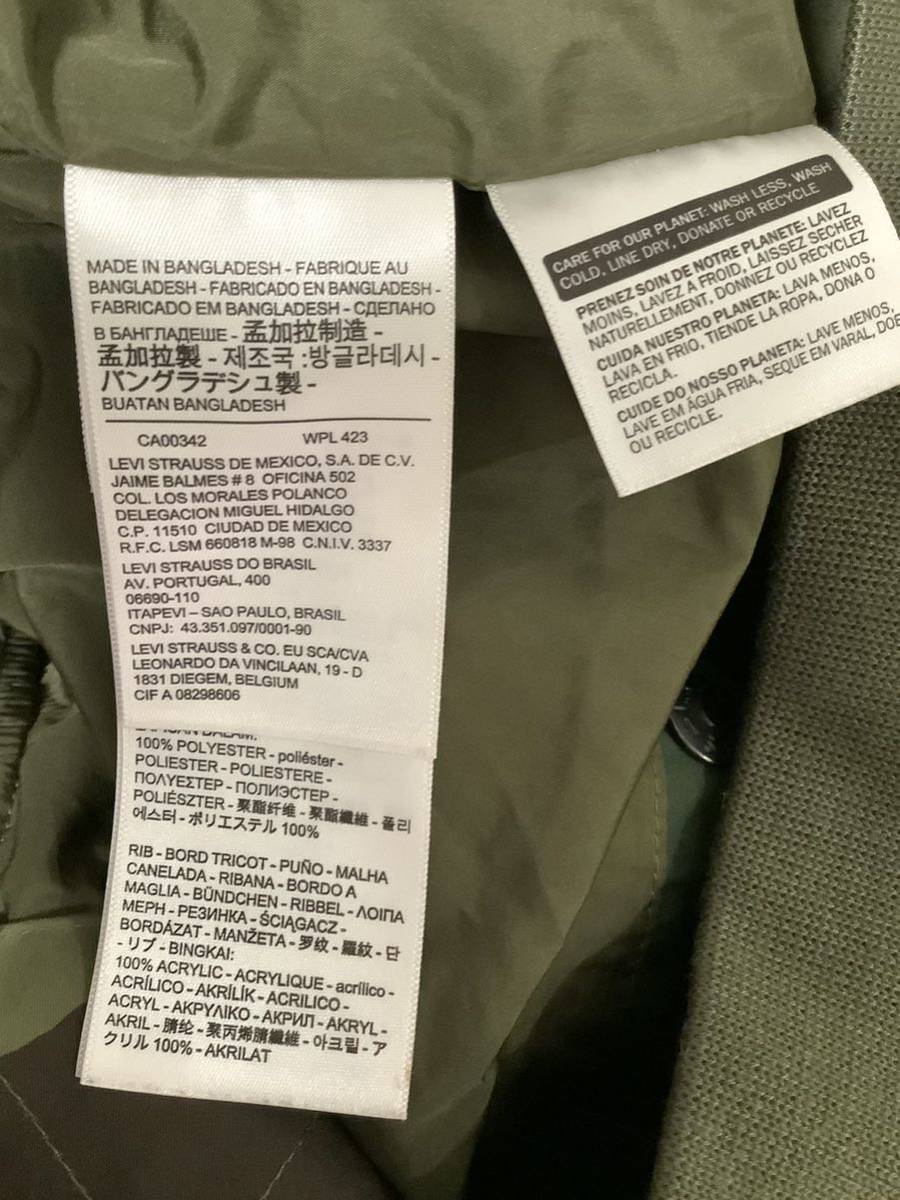 MADE IN BANGLADESH - FABRIQUE AU
BANGLADESH - FABRICADO EN BANGLADESH -
FABRICADO EM BANGLADESH - СДЕЛАНО
В БАНГЛАДЕШЕ - 孟加拉制造 -
孟加拉製 - 제조국 :방글라데시 -
バングラデシュ製 -
BUATAN BANGLADESH
CA00342 WPL 423
LEVI STRAUSS DE MEXICO, S.A. DE C.V.
JAIME BALMES # 8 OFICINA 502
COL. LOS MORALES POLANCO
DELEGACION MIGUEL HIDALGO
C.P. 11510 CIUDAD DE MEXICO
R.F.C. LSM 660818 M-98 C.N.I.V. 3337
LEVI STRAUSS DO BRASIL
AV. PORTUGAL, 400
06690-110
ITAPEVI – SAO PAULO, BRASIL
CNPJ: 43.351.097/0001-90
LEVI STRAUSS & CO. EU SCA/CVA
LEONARDO DA VINCILAAN, 19 - D
1831 DIEGEM, BELGIUM
CIF A 08298606
100% POLYESTER - poliéster -
POLIESTER - POLIESTERE -
ΠΟΛΥΕΣΤΕΡ - ПОЛИЭСТЕР -
POLIÉSZTER - 聚酯纤维 - 聚酯纖維 - 폴리
에스터 - ポリエステル 100%
RIB - BORD TRICOT - PUÑO - MALHA
CANELADA - RIBANA - BORDO A
MAGLIA - BÜNDCHEN - RIBBEL - ΛΟΙΠΑ
ΜΕΡΗ - РЕЗИНКА - ŚCIĄGACZ -
BORDÁZAT - MANŽETA - 罗纹 - 羅紋 - 단
- リブ - BINGKAI:
100% ACRYLIC - ACRYLIQUE - acrílico -
ACRÍLICO - AKRİLİK - ACRILICO -
ACRYL - ΑΚΡΥΛΙΚΟ - АКРИЛ - AKRYL -
AKRIL - 腈纶 - 聚丙烯腈纖維 - 아크릴 - ア
クリル 100% - AKRILAT
CARE FOR OUR PLANET: WASH LESS, WASH
COLD, LINE DRY, DONATE OR RECYCLE
PRENEZ SOIN DE NOTRE PLANETE: LAVEZ
MOINS, LAVEZ A FROID, LAISSEZ SECHER
NATURELLEMENT, DONNEZ OU RECYCLEZ
CUIDA NUESTRO PLANETA: LAVA MENOS,
LAVA EN FRIO, TIENDE LA ROPA, DONA O
RECICLA.
CUIDE DO NOSSO PLANETA: LAVE MENOS,
LAVE EM ÁGUA FRIA, SEQUE EM VARAL, DOE
OU RECICLE.